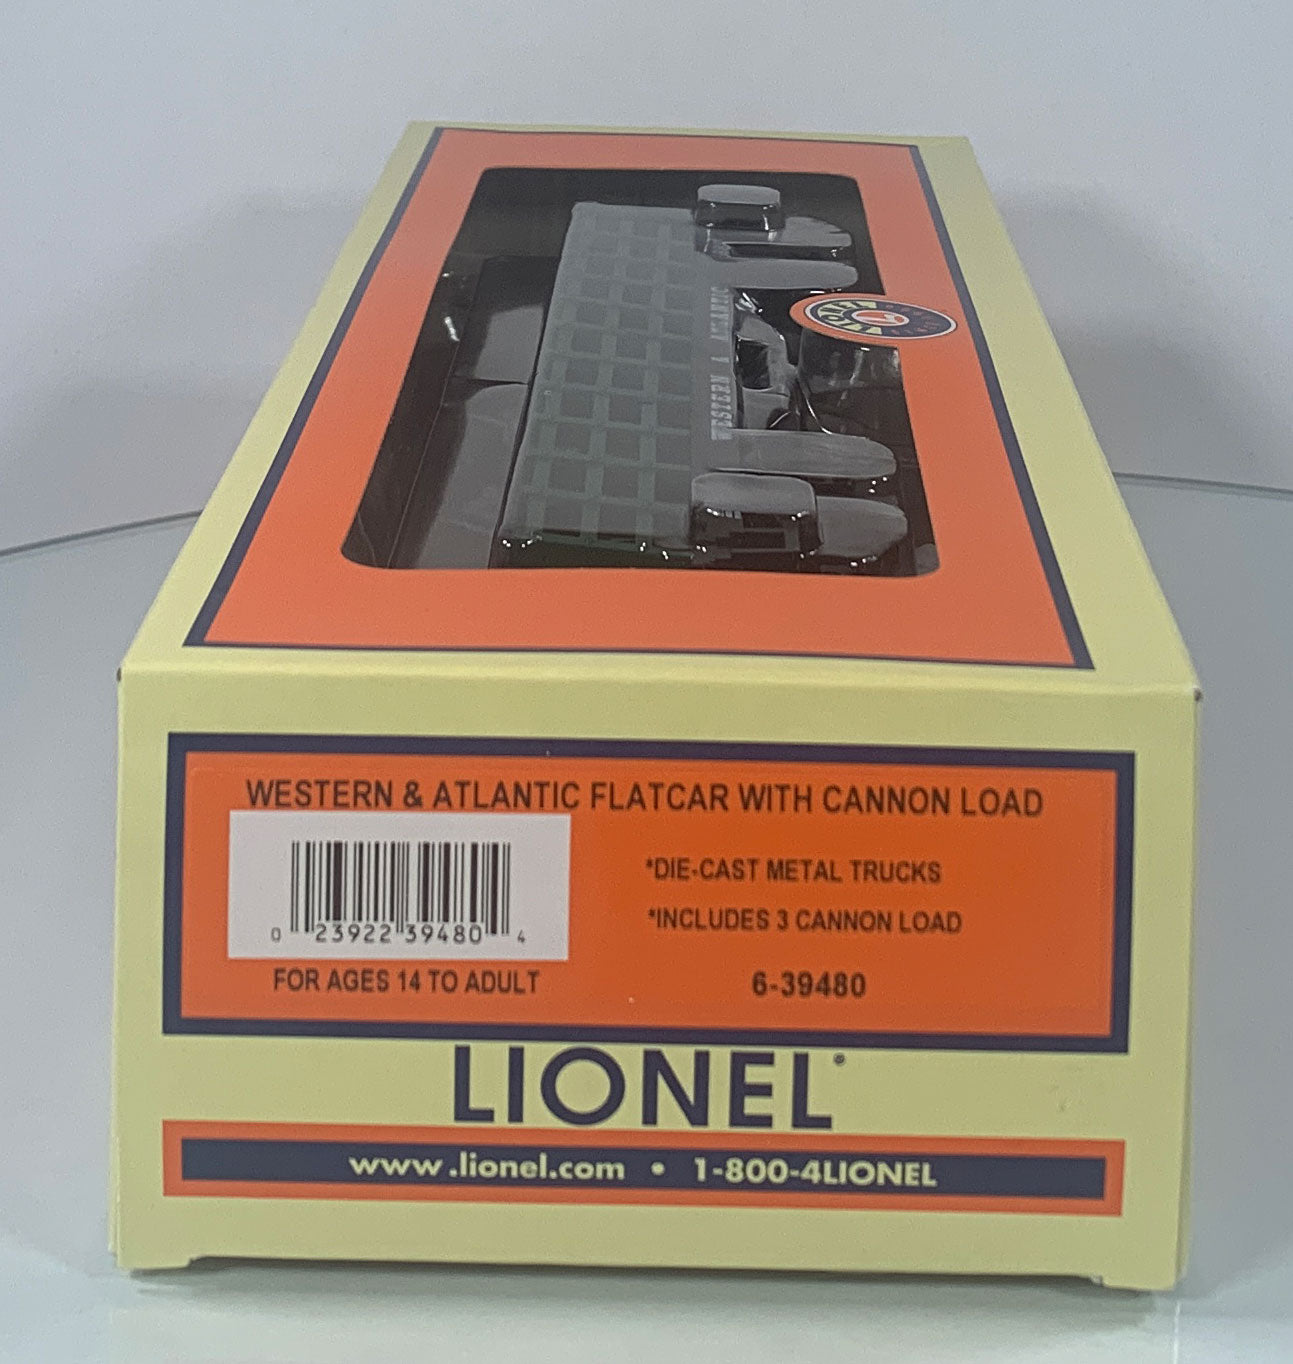 LIONEL
WESTERN & ATLANTIC
WESTERN & ATLANTIC FLATCAR WITH CANNON LOAD
*DIE-CAST METAL TRUCKS
*INCLUDES 3 CANNON LOAD
0 23922 39480 4
FOR AGES 14 TO ADULT
6-39480
LIONEL
www.lionel.com • 1-800-4LIONEL